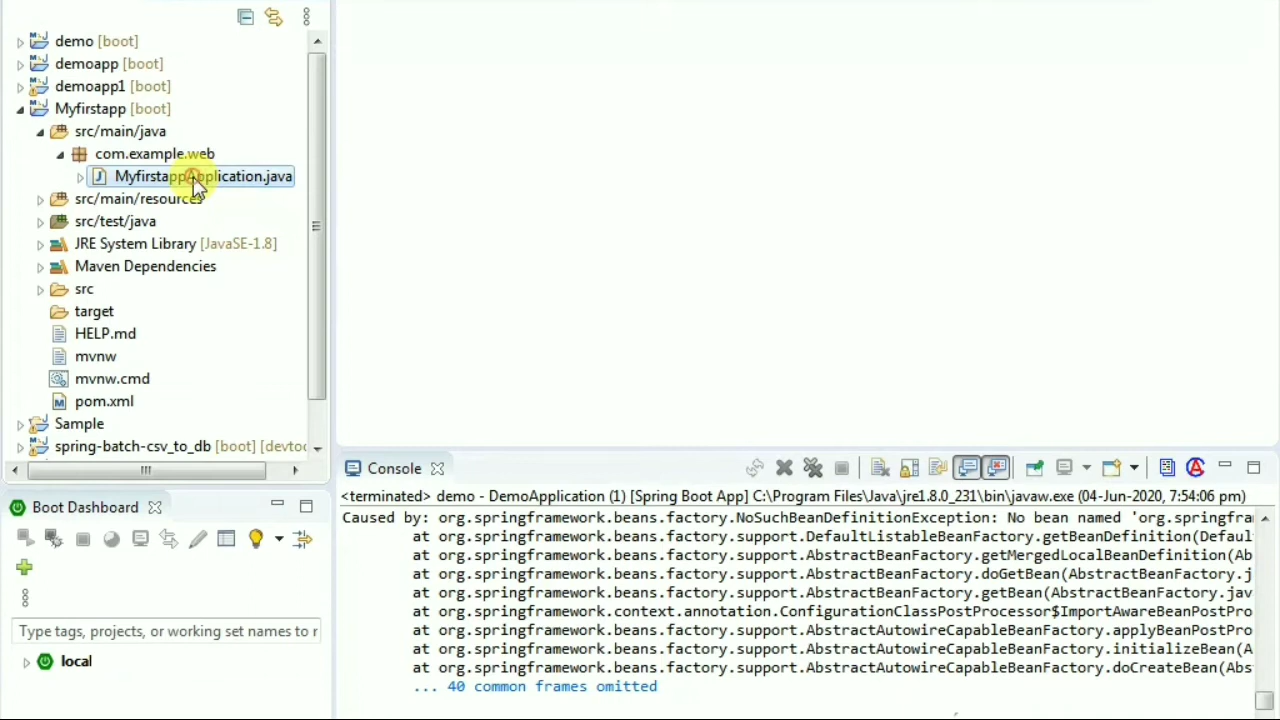 demo [boot]
demoapp [boot]
demoapp1 [boot]
Myfirstapp [boot]
src/main/java
com.example.web
MyfirstappApplication.java
src/main/resources
src/test/java
JRE System Library [JavaSE-1.8]
Maven Dependencies
src
target
HELP.md
mvnw
mvnw.cmd
pom.xml
Sample
spring-batch-csv_to_db [boot] [devtoo
Boot Dashboard
Type tags, projects, or working set names to r
local
Console
<terminated> demo - DemoApplication (1) [Spring Boot App] C:\Program Files\Java\jre1.8.0_231\bin\javaw.exe (04-Jun-2020, 7:54:06 pm)
Caused by: org.springframework.beans.factory.NoSuchBeanDefinitionException: No bean named 'org.springfra
at org.springframework.beans.factory.support.DefaultListableBeanFactory.getBeanDefinition(Defaul
at org.springframework.beans.factory.support.AbstractBeanFactory.getMergedLocalBeanDefinition(Ab
at org.springframework.beans.factory.support.AbstractBeanFactory.doGetBean(AbstractBeanFactory.j
at org.springframework.beans.factory.support.AbstractBeanFactory.getBean(AbstractBeanFactory.jav
at org.springframework.context.annotation.ConfigurationClassPostProcessor$ImportAwareBeanPostPro
at org.springframework.beans.factory.support.AbstractAutowireCapableBeanFactory.applyBeanPostPro
at org.springframework.beans.factory.support.AbstractAutowireCapableBeanFactory.initializeBean(A
at org.springframework.beans.factory.support.AbstractAutowireCapableBeanFactory.doCreateBean(Abs
... 40 common frames omitted